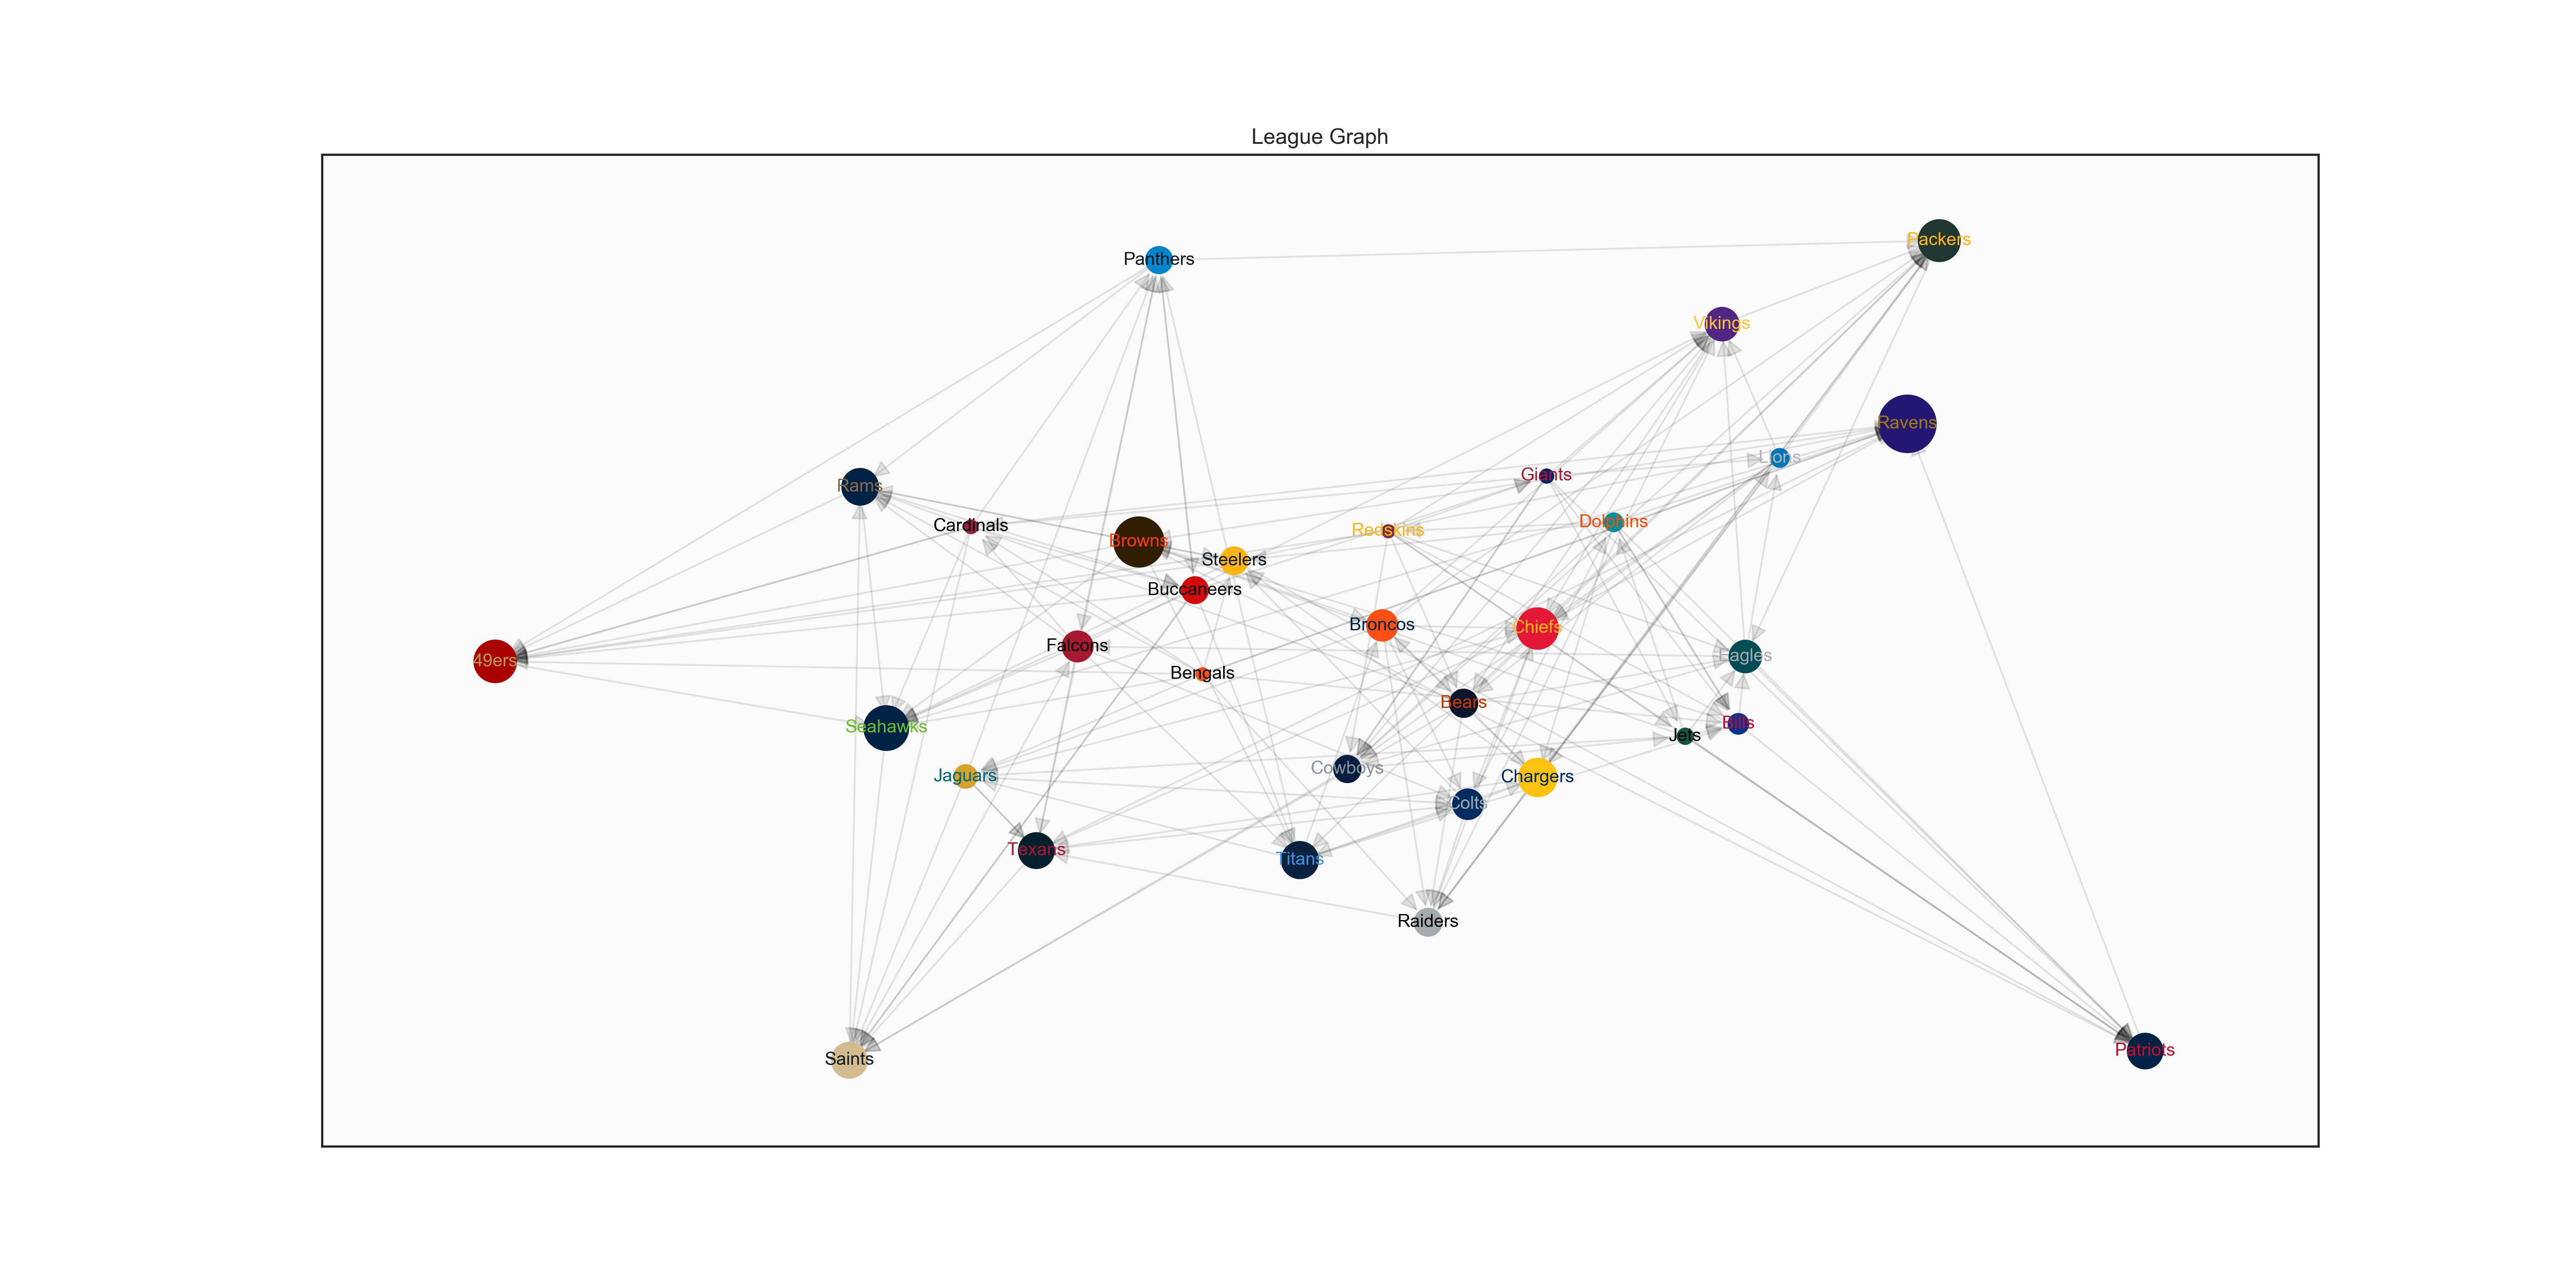 League Graph
Packers
Panthers
Vikings
Ravens
Lions
Giants
Rams
Dolphins
Cardinals
Redskins
Browns
Steelers
Buccaneers
Broncos
Chiefs
Falcons
Eagles
49ers
Bengals
Bears
Bills
Seahawks
Jets
Cowboys
Jaguars
Chargers
Colts
Texans
Titans
Raiders
Patriots
Saints